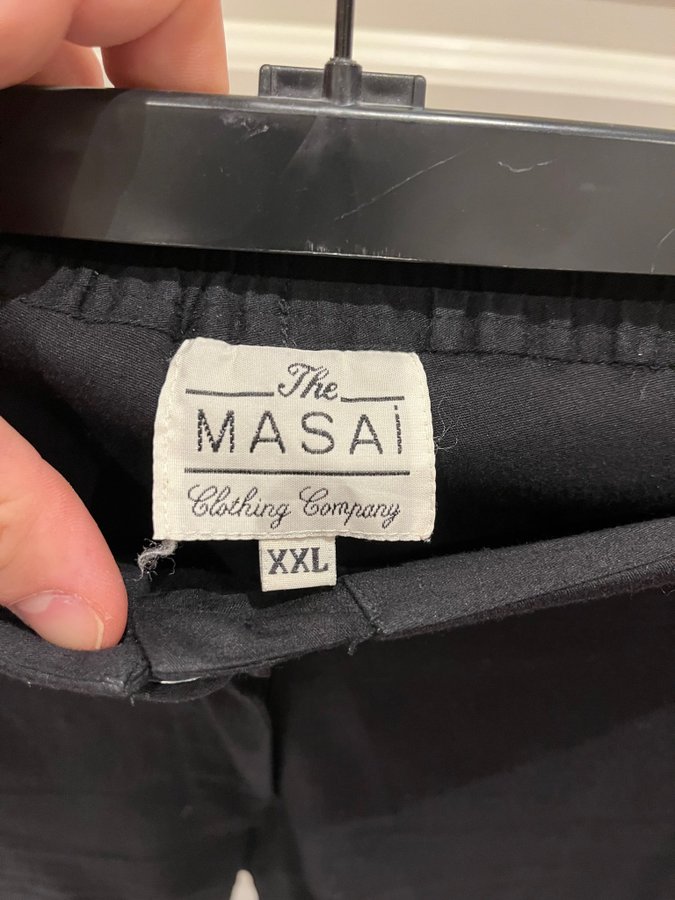 The
MASAi
Clothing Company
XXL